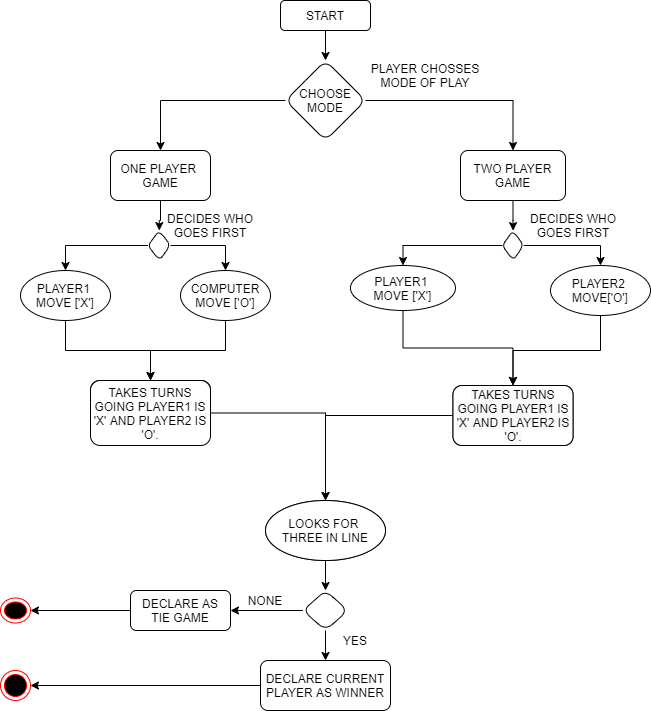 START
PLAYER CHOSSES
MODE OF PLAY
CHOOSE
MODE
ONE PLAYER
GAME
TWO PLAYER
GAME
DECIDES WHO
GOES FIRST
DECIDES WHO
GOES FIRST
PLAYER1
MOVE ['X']
COMPUTER
MOVE ['O']
PLAYER1
MOVE ['X']
PLAYER2
MOVE['O']
TAKES TURNS
GOING PLAYER1 IS
'X' AND PLAYER2 IS
'O'.
TAKES TURNS
GOING PLAYER1 IS
'X' AND PLAYER2 IS
'O'.
LOOKS FOR
THREE IN LINE
NONE
DECLARE AS
TIE GAME
YES
DECLARE CURRENT
PLAYER AS WINNER